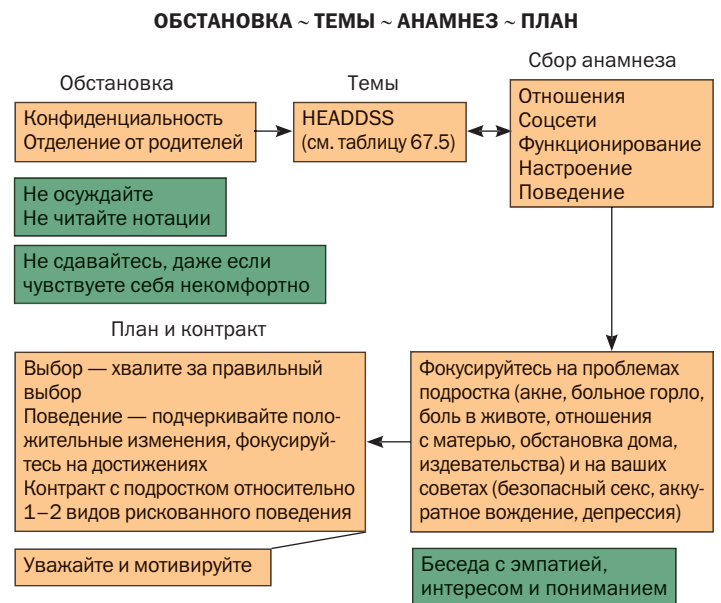 ОБСТАНОВКА ~ ТЕМЫ ~ АНАМНЕЗ ~ ПЛАН
Обстановка
Конфиденциальность
Отделение от родителей
Темы
HEADDSS
(см. таблицу 67.5)
Сбор анамнеза
Отношения
Соцсети
Функционирование
Настроение
Поведение
Не осуждайте
Не читайте нотации
Не сдавайтесь, даже если
чувствуете себя некомфортно
План и контракт
Выбор — хвалите за правильный
выбор
Поведение — подчеркивайте поло-
жительные изменения, фокусируй-
тесь на достижениях
Контракт с подростком относительно
1–2 видов рискованного поведения
Уважайте и мотивируйте
Фокусируйтесь на проблемах
подростка (акне, больное горло,
боль в животе, отношения
с матерью, обстановка дома,
издевательства) и на ваших
советах (безопасный секс, акку-
ратное вождение, депрессия)
Беседа с эмпатией,
интересом и пониманием